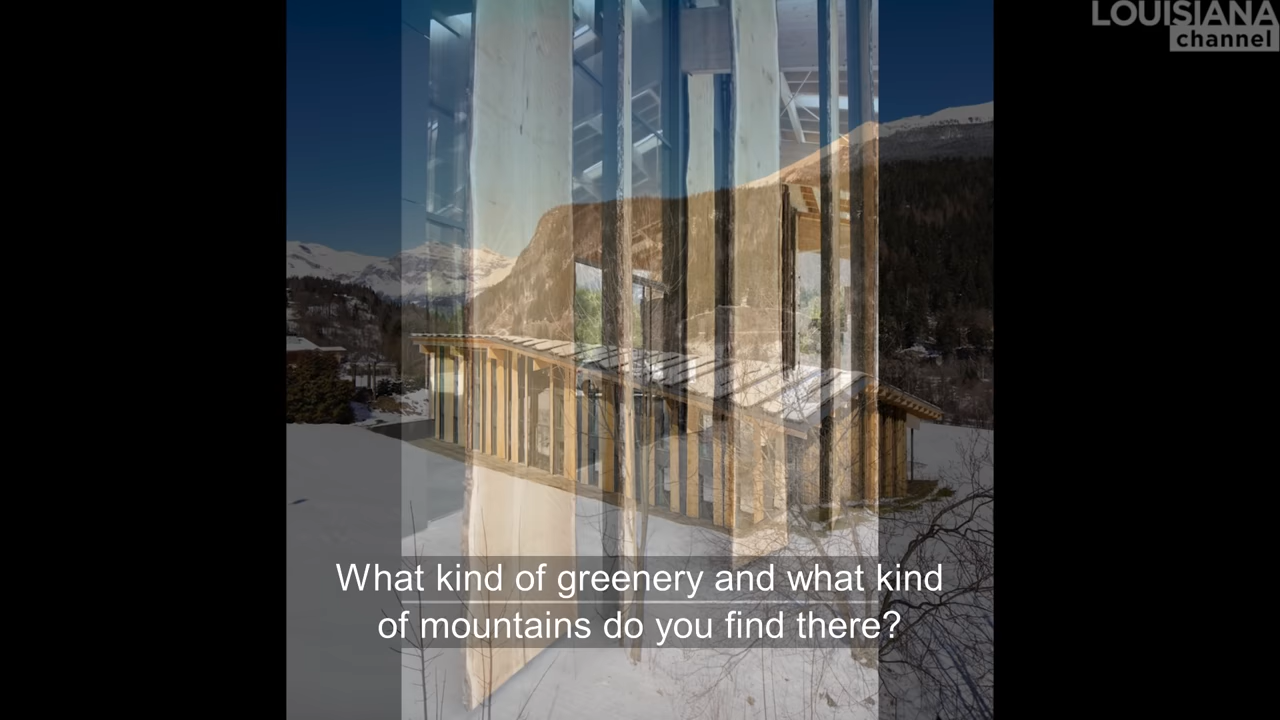 LOUISIANA
channel
What kind of greenery and what kind
of mountains do you find there?